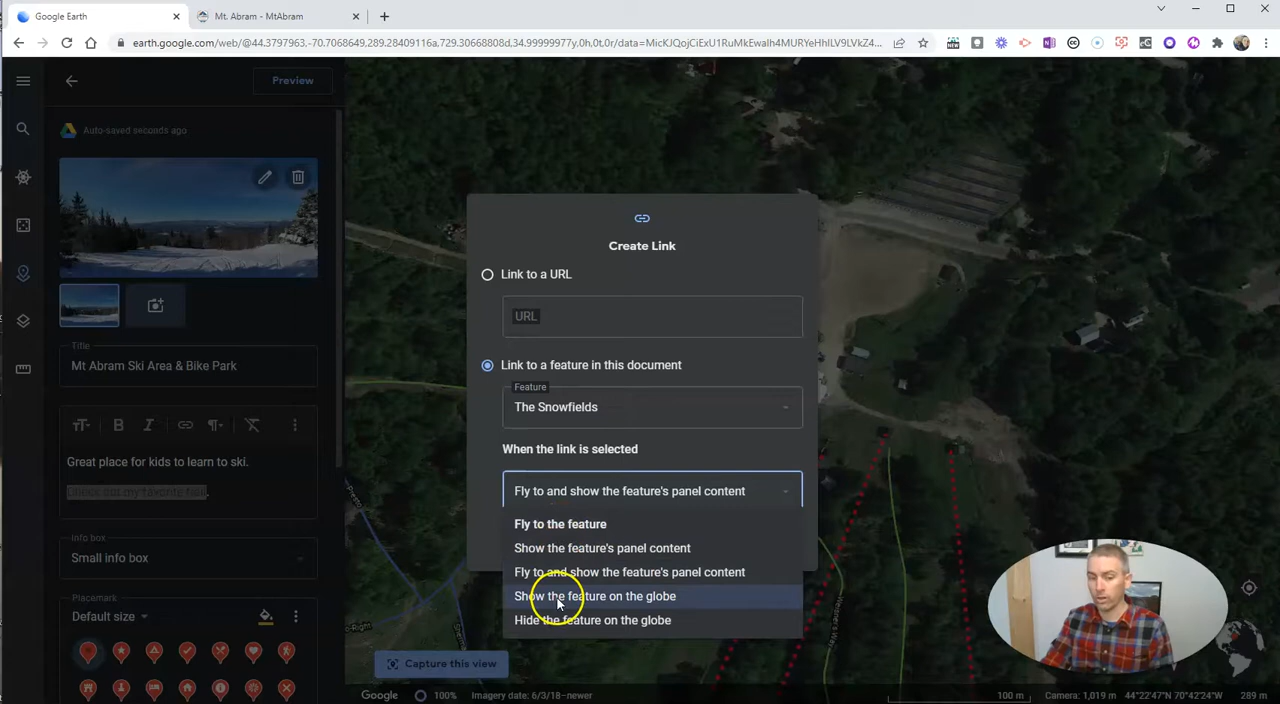 Google Earth
Mt. Abram - MtAbram
earth.google.com/web/@44.3797963,-70.7068649,289.28409116a,729.30668808d,34.99999977y,0h,0t,0r/data=
Preview
Auto-saved seconds ago
Title
Mt Abram Ski Area & Bike Park
Great place for kids to learn to ski.
Info box
Small info box
Placemark
Default size
Create Link
Link to a URL
URL
Link to a feature in this document
Feature
The Snowfields
When the link is selected
Fly to and show the feature's panel content
Fly to the feature
Show the feature's panel content
Fly to and show the feature's panel content
Show the feature on the globe
Hide the feature on the globe
Capture this view
Google
100%
Imagery date: 6/3/18–newer
100 m
Camera: 1,019 m
44°22'47"N 70°42'24"W
289 m